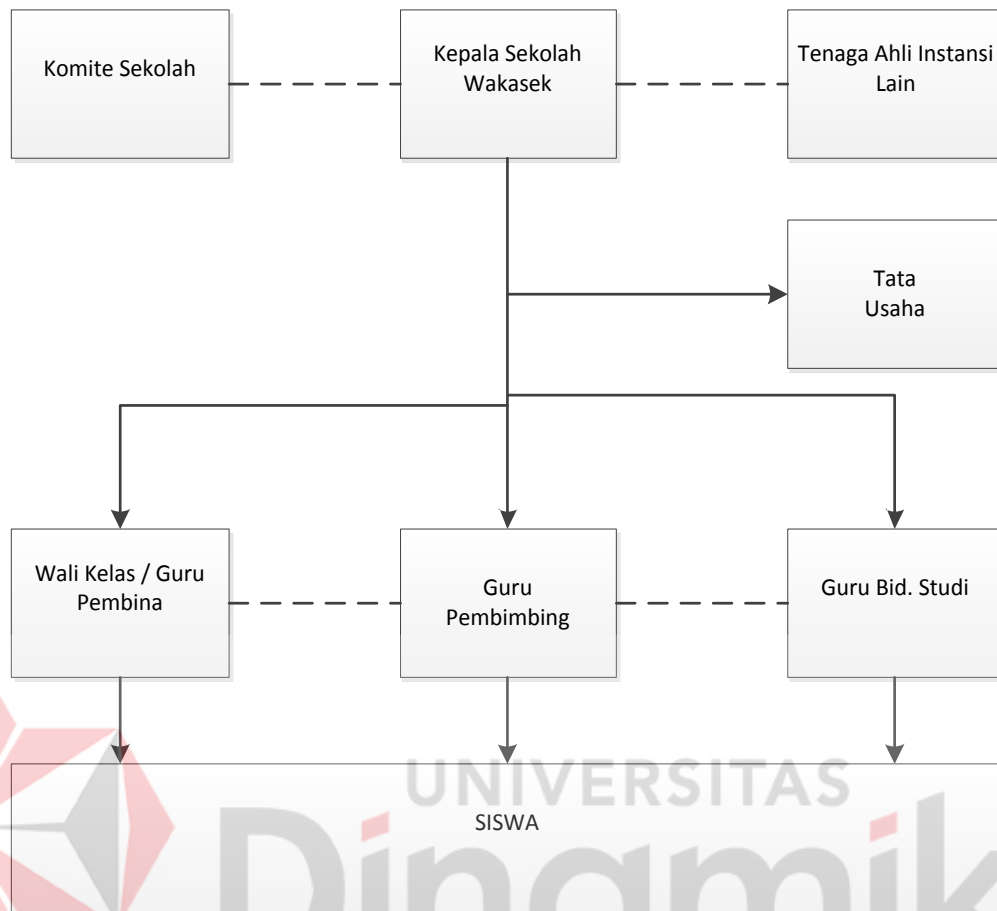 Komite Sekolah
Kepala Sekolah
Wakasek
Tenaga Ahli Instansi
Lain
Tata
Usaha
Wali Kelas / Guru
Pembina
Guru
Pembimbing
Guru Bid. Studi
UNIVERSITAS
SISWA
Dinamik